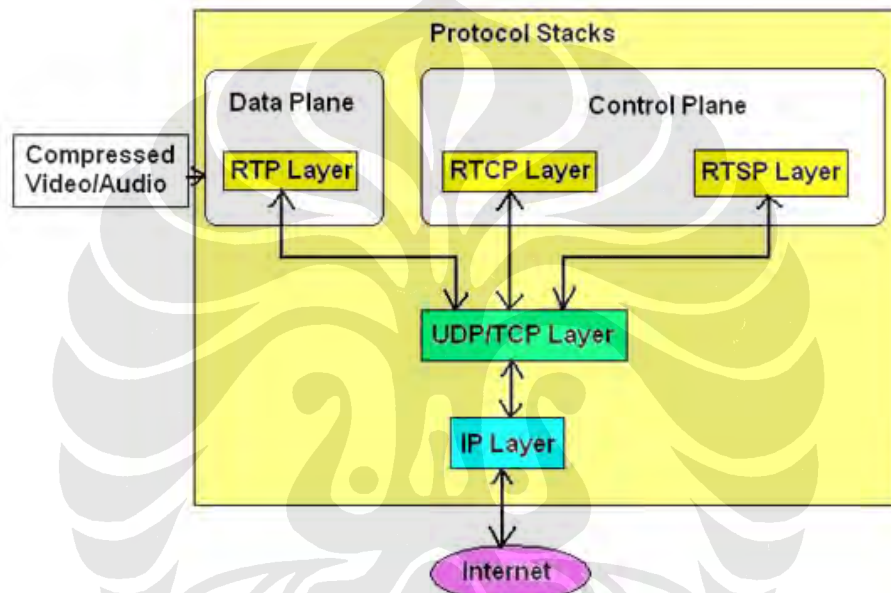 Protocol Stacks
Data Plane
Control Plane
Compressed
Video/Audio
RTP Layer
RTCP Layer
RTSP Layer
UDP/TCP Layer
IP Layer
Internet